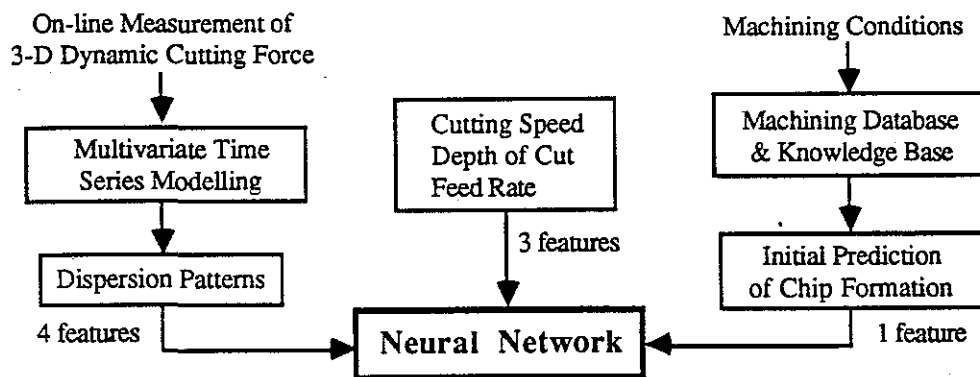 On-line Measurement of
3-D Dynamic Cutting Force
Multivariate Time
Series Modelling
Dispersion Patterns
4 features
Cutting Speed
Depth of Cut
Feed Rate
3 features
Machining Conditions
Machining Database
& Knowledge Base
Initial Prediction
of Chip Formation
1 feature
Neural Network